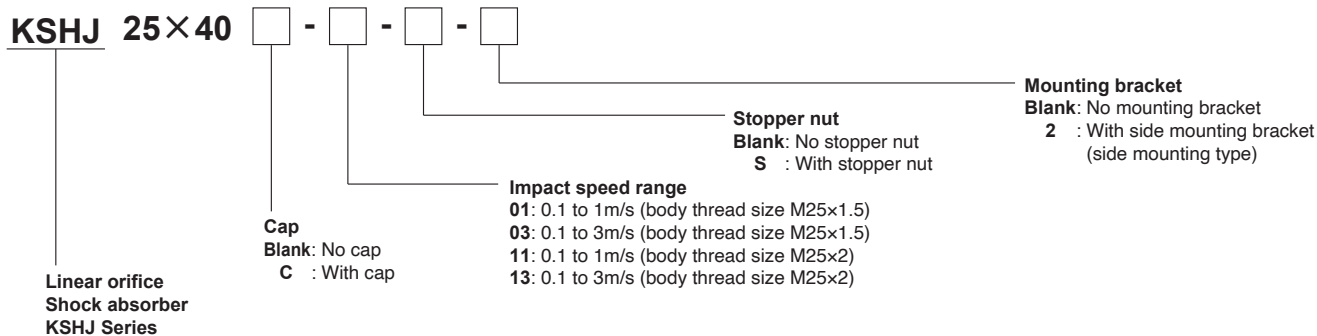 KSHJ 25×40 □ - □ - □ - □
Mounting bracket
Blank: No mounting bracket
2 : With side mounting bracket
(side mounting type)
Stopper nut
Blank: No stopper nut
S : With stopper nut
Impact speed range
01: 0.1 to 1m/s (body thread size M25×1.5)
03: 0.1 to 3m/s (body thread size M25×1.5)
11: 0.1 to 1m/s (body thread size M25×2)
13: 0.1 to 3m/s (body thread size M25×2)
Cap
Blank: No cap
C : With cap
Linear orifice
Shock absorber
KSHJ Series